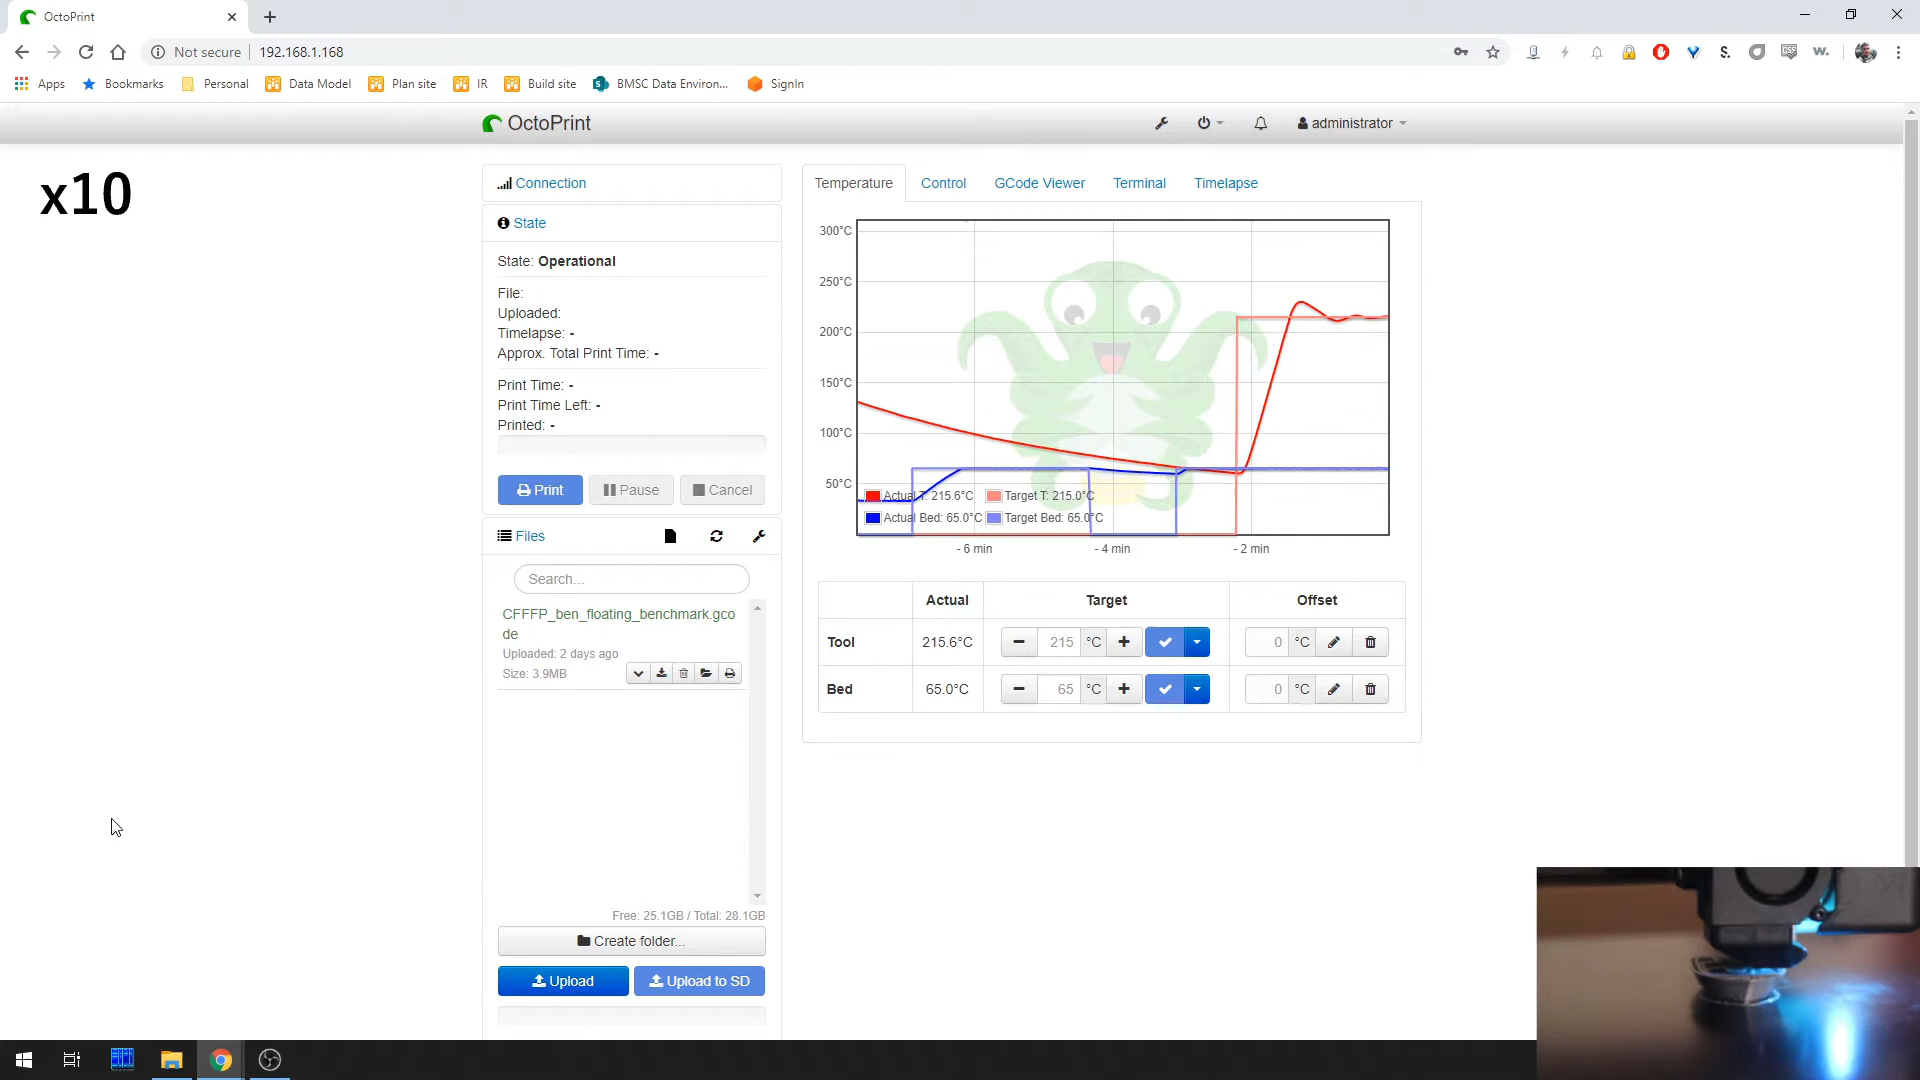 OctoPrint
Not secure 192.168.1.168
Apps Bookmarks Personal Data Model Plan site IR Build site BMSC Data Environ... SignIn
OctoPrint
administrator
x10
Connection
State
State: Operational
File:
Uploaded:
Timelapse: -
Approx. Total Print Time: -
Print Time: -
Print Time Left: -
Printed: -
Print Pause Cancel
Files
Search...
CFFFP_ben_floating_benchmark.gco
de
Uploaded: 2 days ago
Size: 3.9MB
Free: 25.1GB / Total: 28.1GB
Create folder...
Upload Upload to SD
Temperature Control GCode Viewer Terminal Timelapse
300°C
250°C
200°C
150°C
100°C
50°C
Actual T: 215.6°C Target T: 215.0°C
Actual Bed: 65.0°C Target Bed: 65.0°C
- 6 min - 4 min - 2 min
Actual Target Offset
Tool 215.6°C 215 °C 0 °C
Bed 65.0°C 65 °C 0 °C